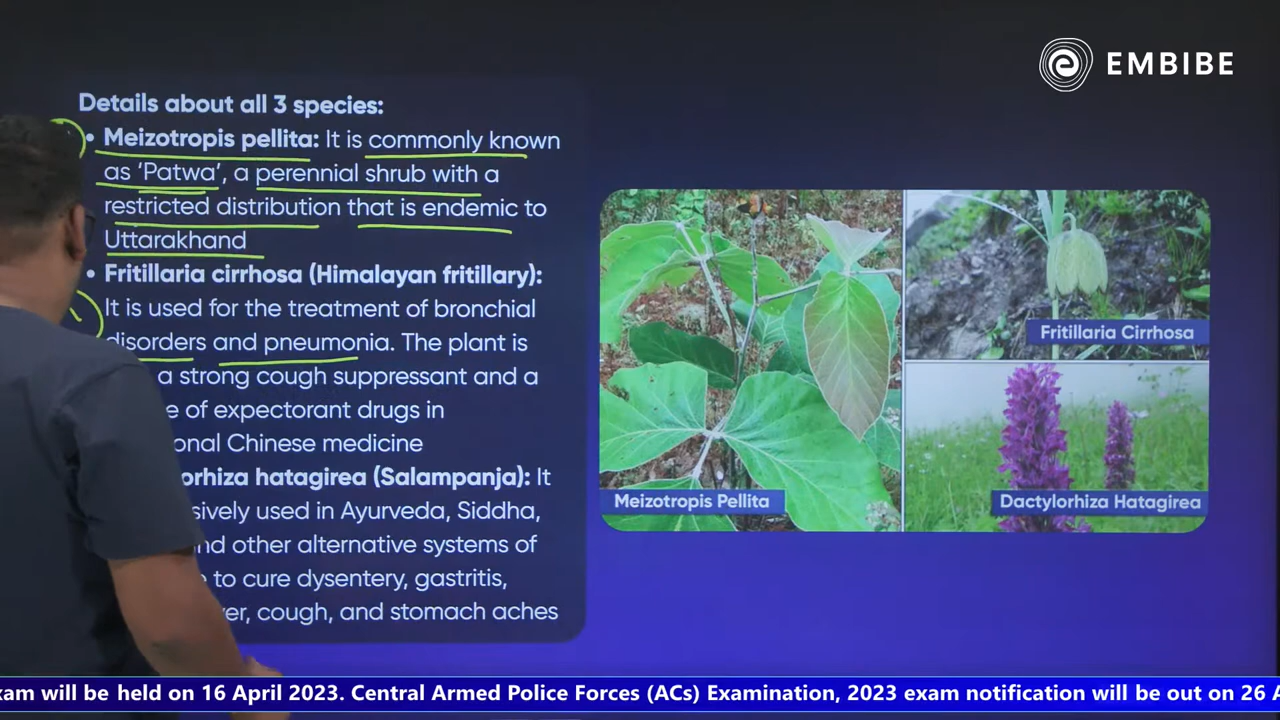 EMBIBE
Details about all 3 species:
• Meizotropis pellita: It is commonly known
as ‘Patwa’, a perennial shrub with a
restricted distribution that is endemic to
Uttarakhand
• Fritillaria cirrhosa (Himalayan fritillary):
It is used for the treatment of bronchial
disorders and pneumonia. The plant is
a strong cough suppressant and a
of expectorant drugs in
Chinese medicine
hatagirea (Salampanja): It
used in Ayurveda, Siddha,
other alternative systems of
to cure dysentery, gastritis,
cough, and stomach aches
Meizotropis Pellita
Fritillaria Cirrhosa
Dactylorhiza Hatagirea
will be held on 16 April 2023. Central Armed Police Forces (ACs) Examination, 2023 exam notification will be out on 26